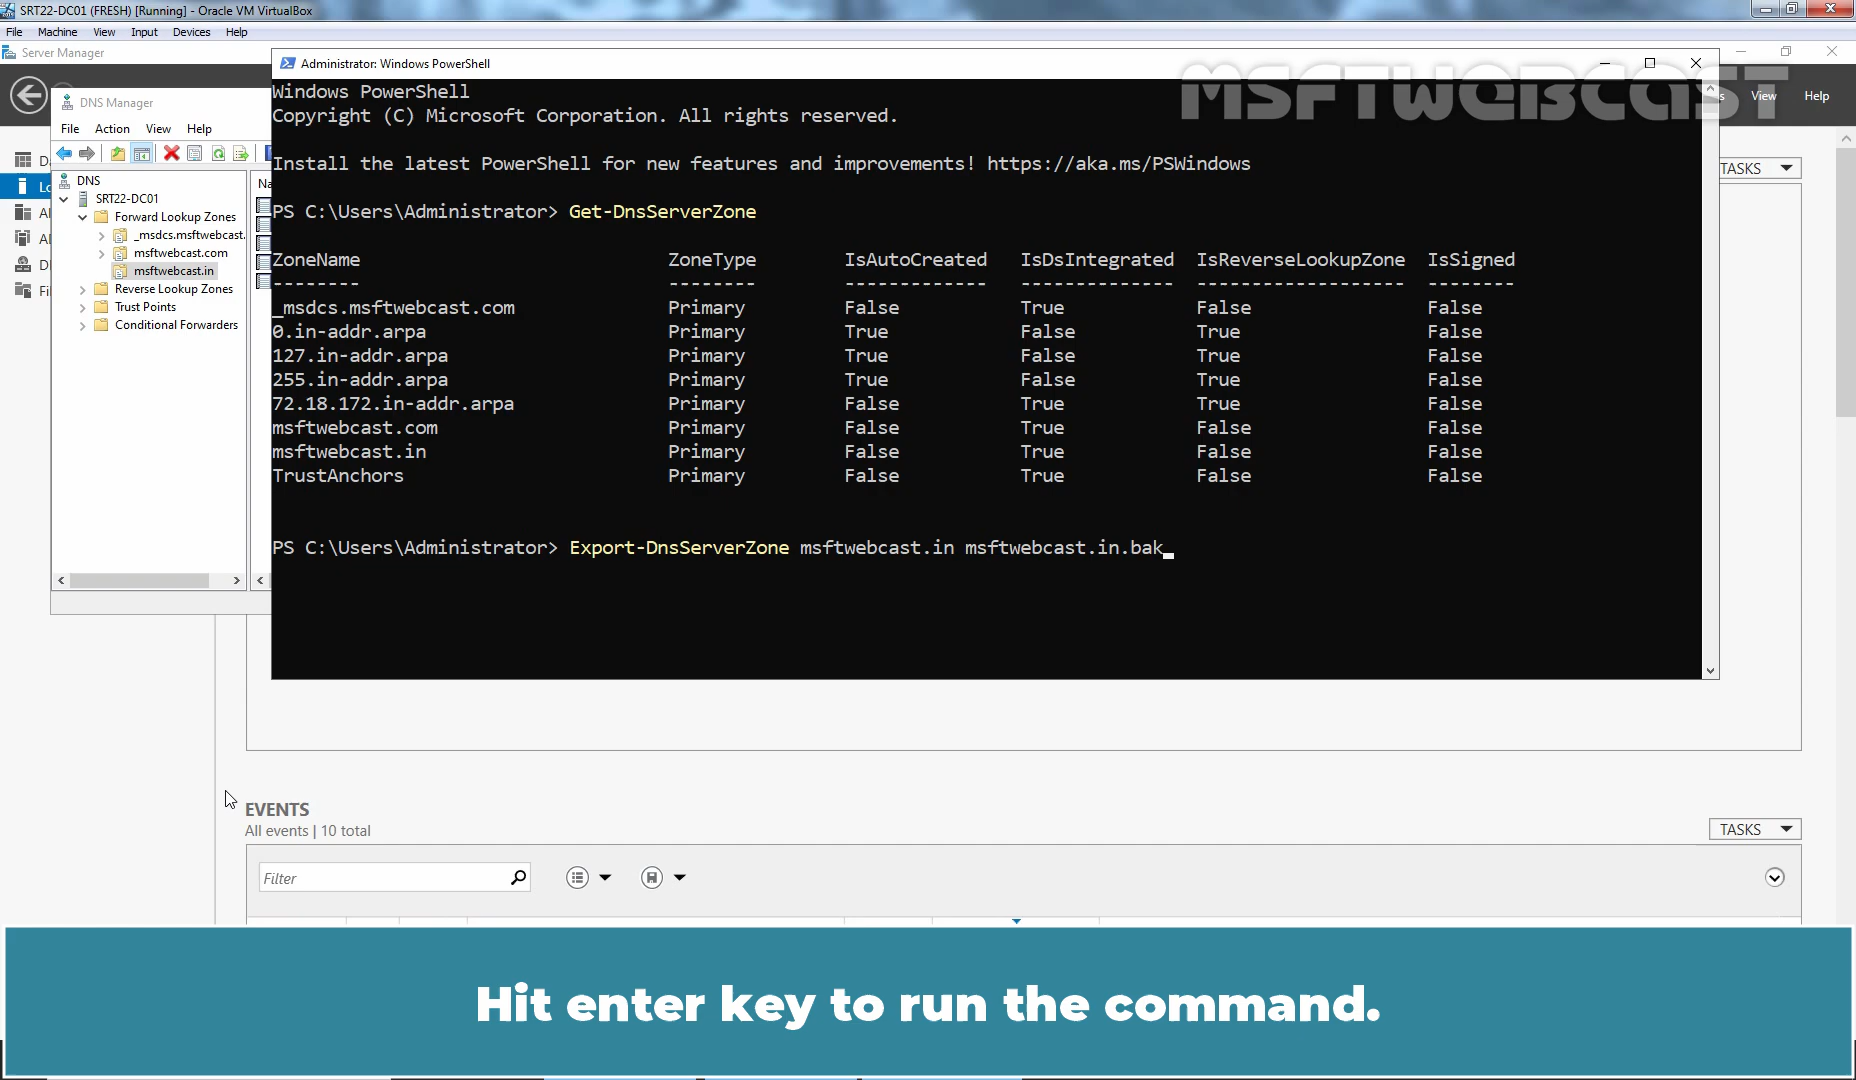 SRT22-DC01 (FRESH) [Running] - Oracle VM VirtualBox
File Machine View Input Devices Help
Server Manager
Administrator: Windows PowerShell
MSFTWEBCAST
View Help
DNS Manager
File Action View Help
DNS
SRT22-DC01
Forward Lookup Zones
_msdcs.msftwebcast.
msftwebcast.com
msftwebcast.in
Reverse Lookup Zones
Trust Points
Conditional Forwarders
Windows PowerShell
Copyright (C) Microsoft Corporation. All rights reserved.
Install the latest PowerShell for new features and improvements! https://aka.ms/PSWindows
PS C:\Users\Administrator> Get-DnsServerZone
ZoneName ZoneType IsAutoCreated IsDsIntegrated IsReverseLookupZone IsSigned
-------- -------- ------------- -------------- ------------------- --------
_msdcs.msftwebcast.com Primary False True False False
0.in-addr.arpa Primary True False True False
127.in-addr.arpa Primary True False True False
255.in-addr.arpa Primary True False True False
72.18.172.in-addr.arpa Primary False True True False
msftwebcast.com Primary False True False False
msftwebcast.in Primary False True False False
TrustAnchors Primary False True False False
PS C:\Users\Administrator> Export-DnsServerZone msftwebcast.in msftwebcast.in.bak
TASKS
EVENTS
All events | 10 total
TASKS
Filter
Hit enter key to run the command.